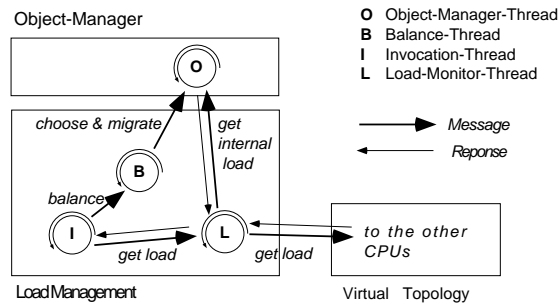 Object-Manager
O Object-Manager-Thread
B Balance-Thread
I Invocation-Thread
L Load-Monitor-Thread
O
choose & migrate
get
internal
load
Message
Reponse
B
balance
I
L
get load
get load
to the other
CPUs
Load Management
Virtual Topology